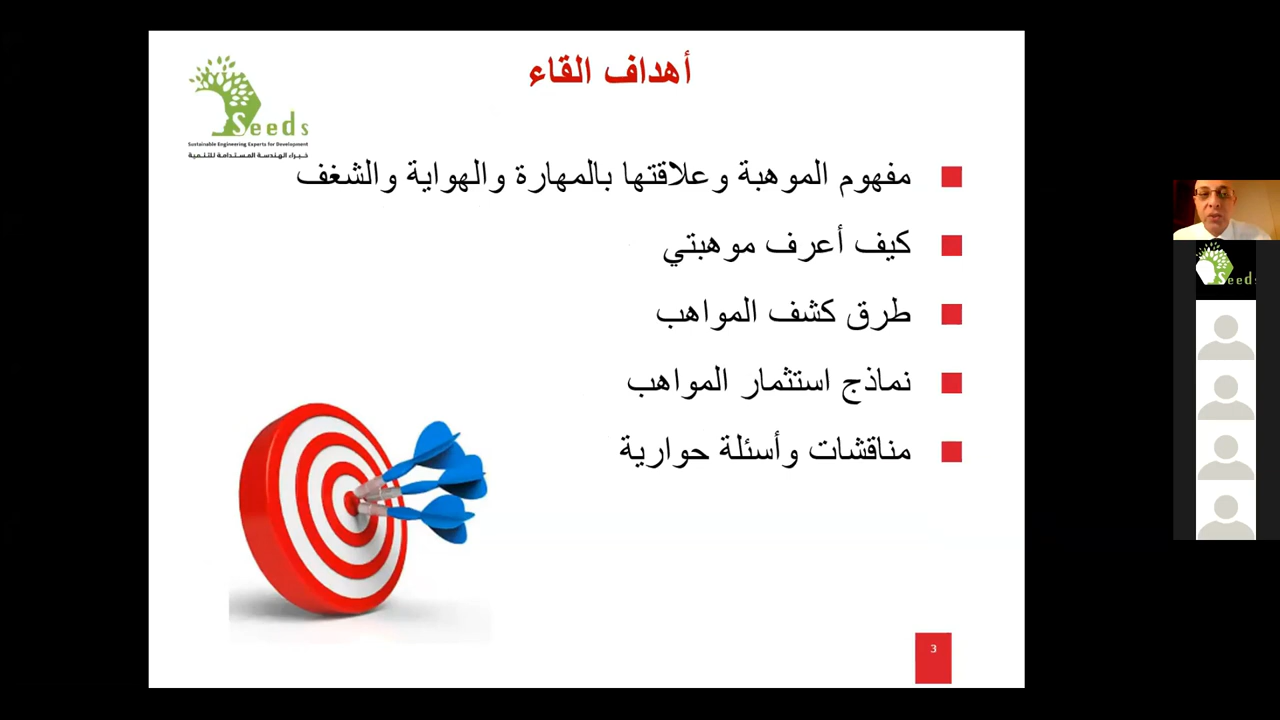 أهداف القاء
Seeds
Sustainable Engineering Experts for Development
خبراء الهندسة المستدامة للتنمية
مفهوم الموهبة وعلاقتها بالمهارة والهواية والشغف
كيف أعرف موهبتي
طرق كشف المواهب
نماذج استثمار المواهب
مناقشات وأسئلة حوارية
3
Seeds